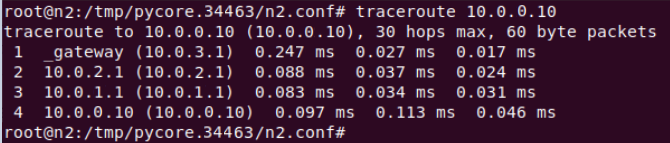 root@n2:/tmp/pycore.34463/n2.conf# traceroute 10.0.0.10
traceroute to 10.0.0.10 (10.0.0.10), 30 hops max, 60 byte packets
 1  _gateway (10.0.3.1)  0.247 ms  0.027 ms  0.017 ms
 2  10.0.2.1 (10.0.2.1)  0.088 ms  0.037 ms  0.024 ms
 3  10.0.1.1 (10.0.1.1)  0.083 ms  0.034 ms  0.031 ms
 4  10.0.0.10 (10.0.0.10)  0.097 ms  0.113 ms  0.046 ms
root@n2:/tmp/pycore.34463/n2.conf#